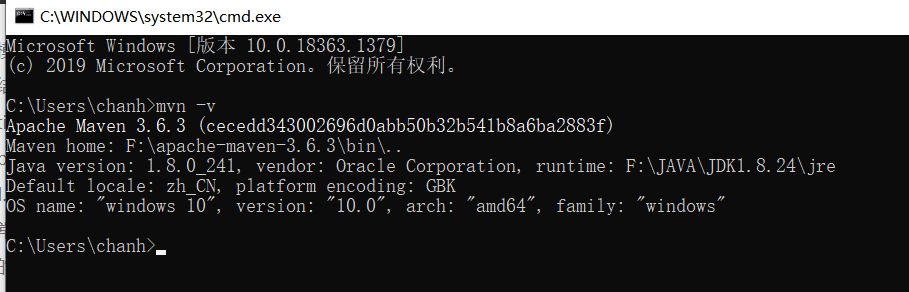 C:\WINDOWS\system32\cmd.exe
Microsoft Windows [版本 10.0.18363.1379]
(c) 2019 Microsoft Corporation。保留所有权利。
C:\Users\chanh>mvn -v
Apache Maven 3.6.3 (cecedd343002696d0abb50b32b541b8a6ba2883f)
Maven home: F:\apache-maven-3.6.3\bin\..
Java version: 1.8.0_241, vendor: Oracle Corporation, runtime: F:\JAVA\JDK1.8.24\jre
Default locale: zh_CN, platform encoding: GBK
OS name: "windows 10", version: "10.0", arch: "amd64", family: "windows"
C:\Users\chanh>